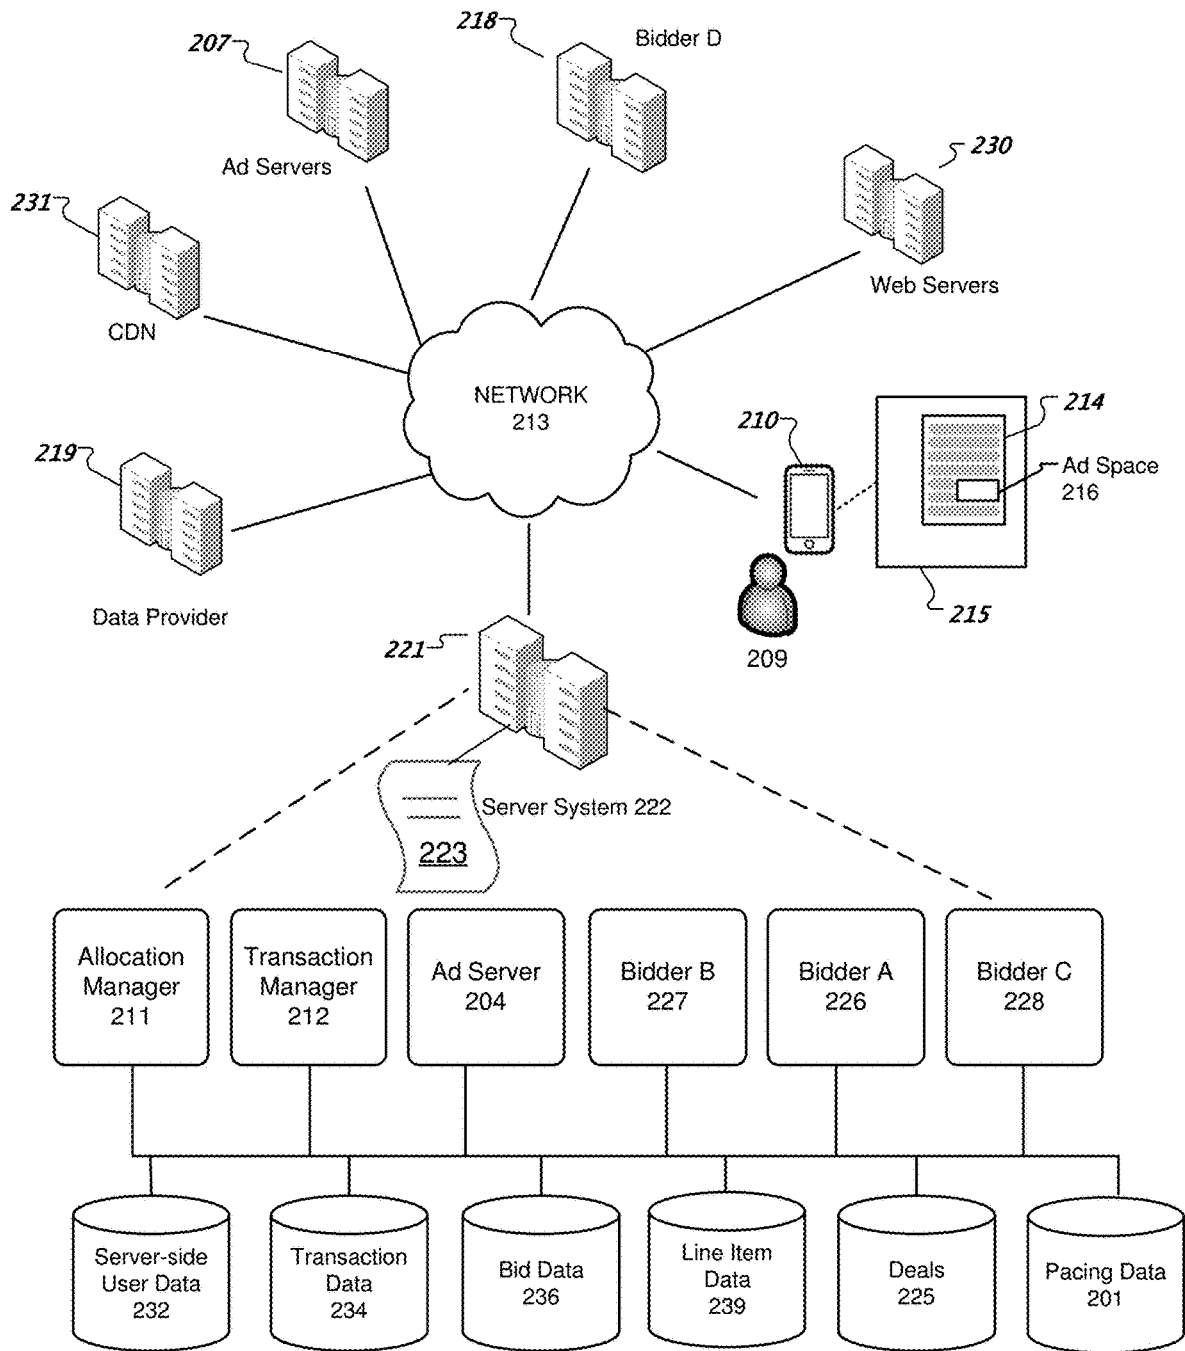 207
218
Bidder D
Ad Servers
230
231
Web Servers
CDN
NETWORK
213
210
214
Ad Space
216
219
215
Data Provider
209
221
Server System 222
223
Allocation
Manager
211
Transaction
Manager
212
Ad Server
204
Bidder B
227
Bidder A
226
Bidder C
228
Server-side
User Data
232
Transaction
Data
234
Bid Data
236
Line Item
Data
239
Deals
225
Pacing Data
201